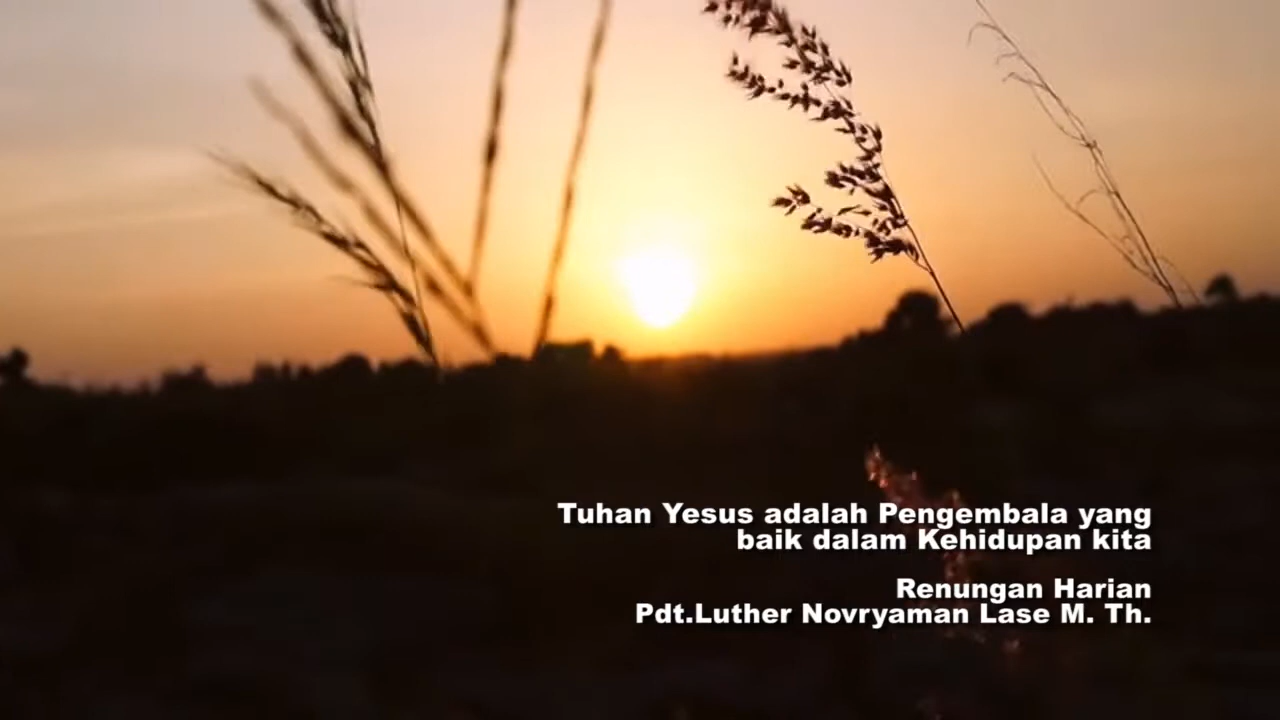 Tuhan Yesus adalah Pengembala yang
baik dalam Kehidupan kita
Renungan Harian
Pdt.Luther Novryaman Lase M. Th.